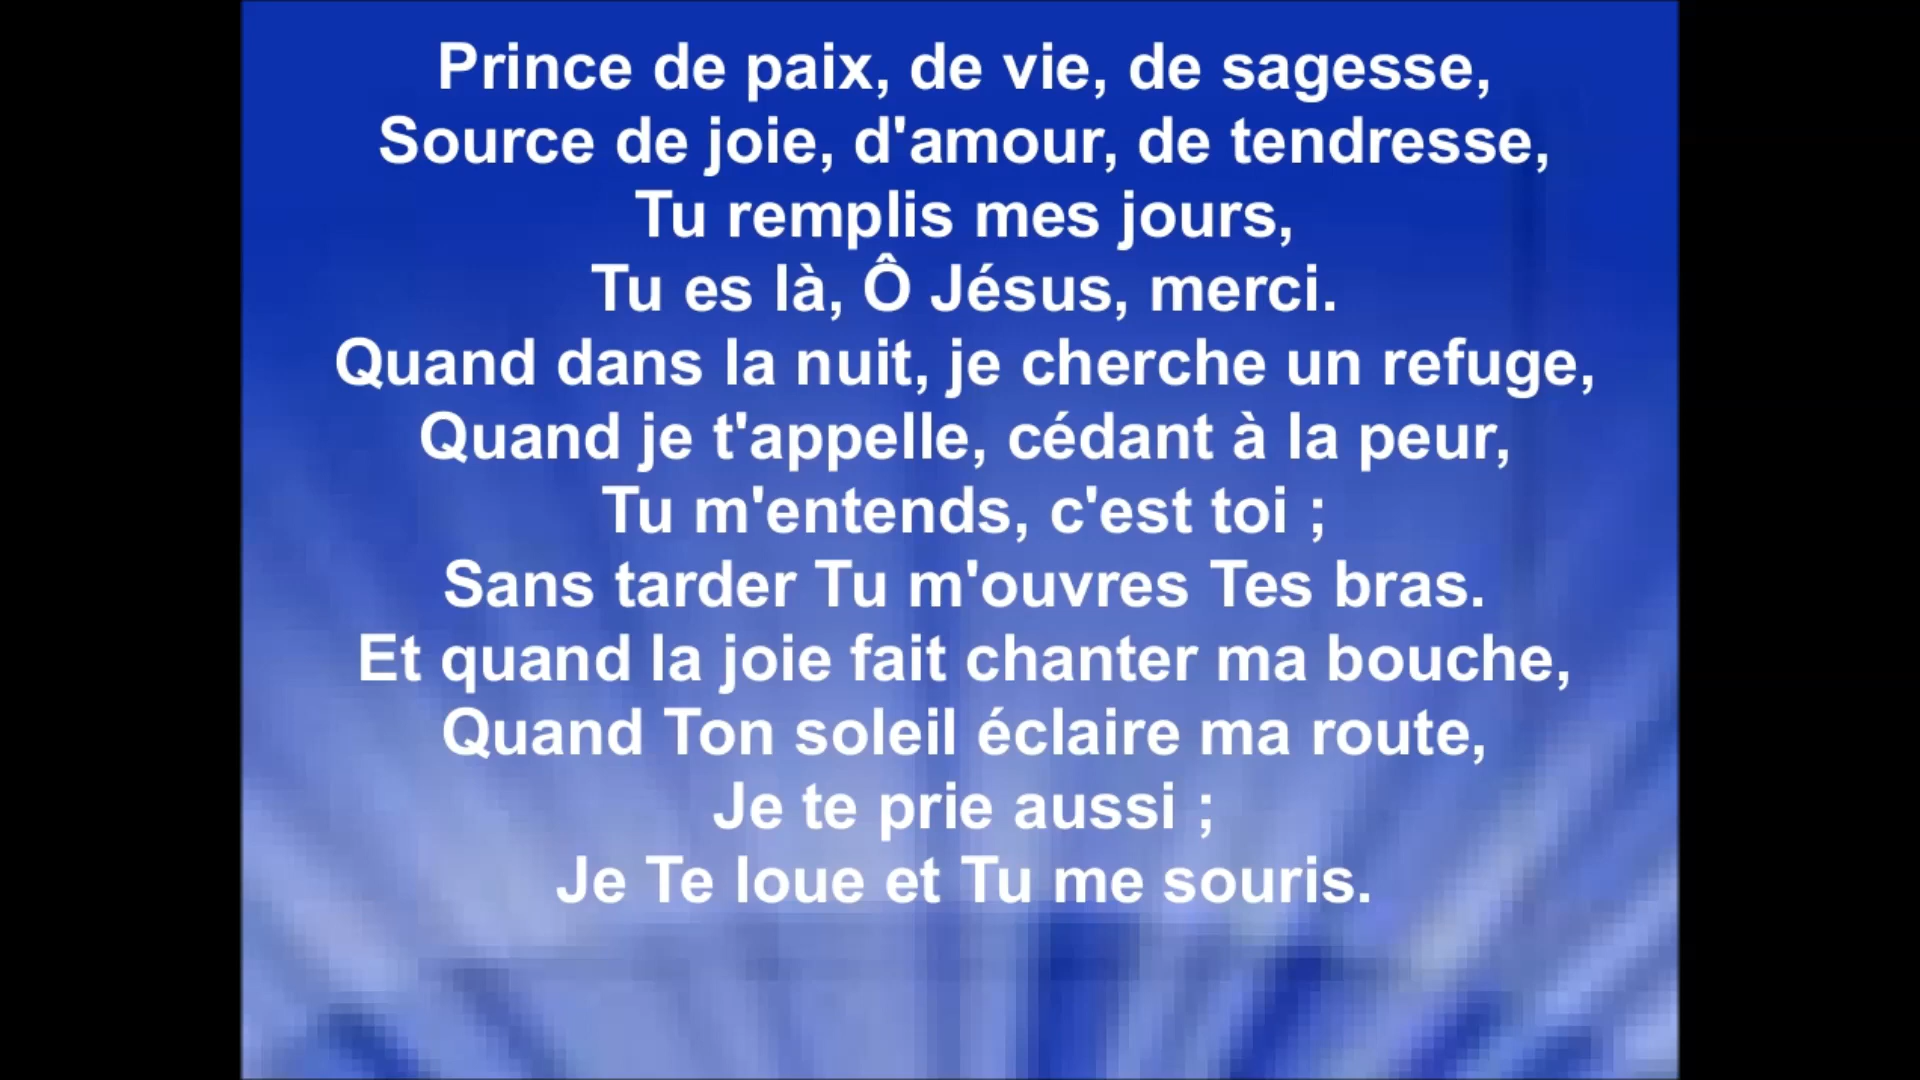 Prince de paix, de vie, de sagesse,
Source de joie, d'amour, de tendresse,
Tu remplis mes jours,
Tu es là, Ô Jésus, merci.
Quand dans la nuit, je cherche un refuge,
Quand je t'appelle, cédant à la peur,
Tu m'entends, c'est toi ;
Sans tarder Tu m'ouvres Tes bras.
Et quand la joie fait chanter ma bouche,
Quand Ton soleil éclaire ma route,
Je te prie aussi ;
Je Te loue et Tu me souris.